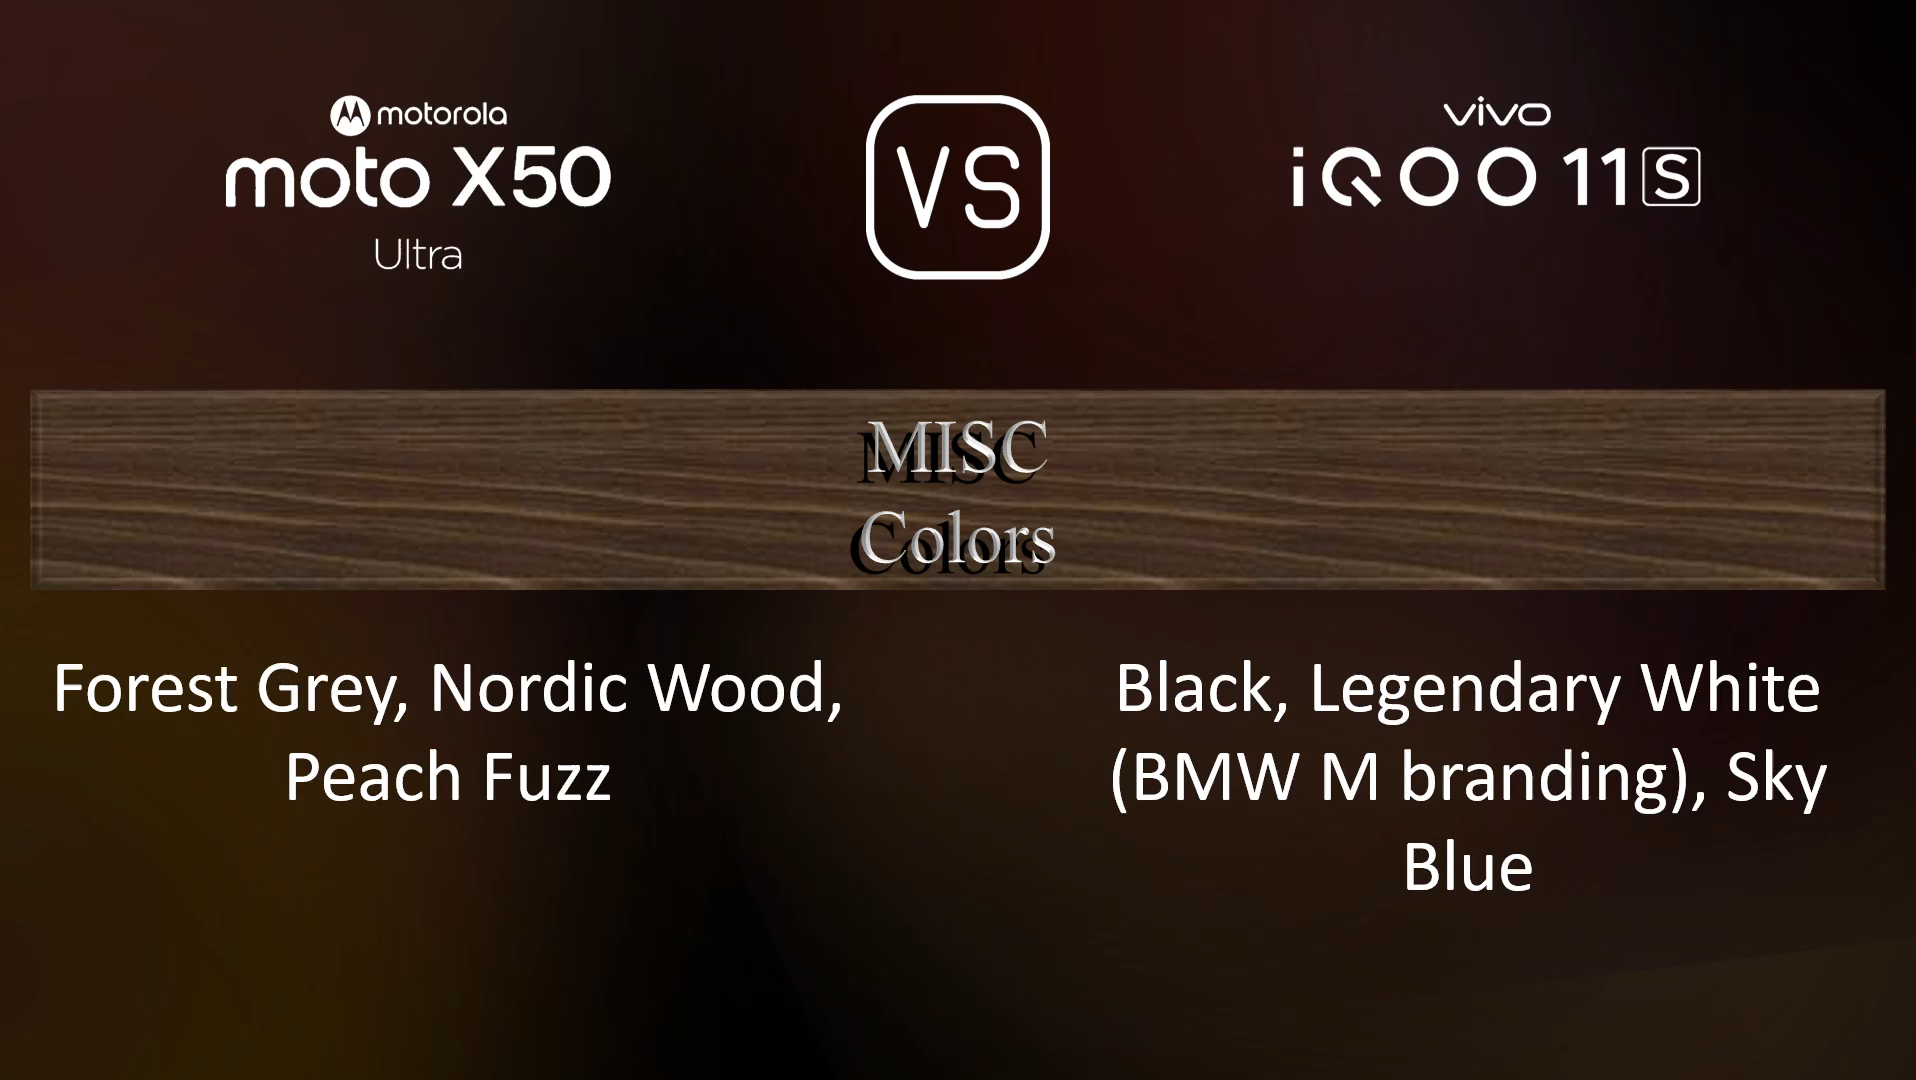 motorola
moto X50
Ultra
VS
vivo
iQOO 11S
MISC
Colors
Forest Grey, Nordic Wood,
Peach Fuzz
Black, Legendary White
(BMW M branding), Sky
Blue